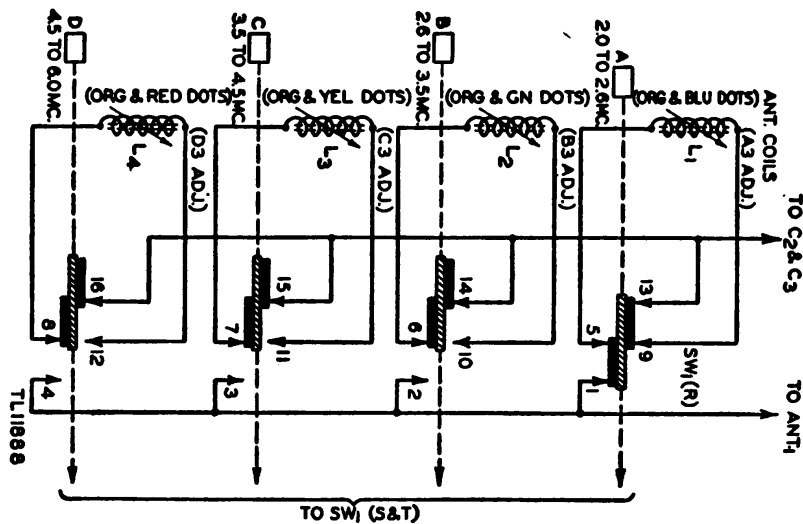 D
4.5 TO 6.0 MC.
C
3.5 TO 4.5 MC.
B
2.6 TO 3.5 MC.
A
2.0 TO 2.6 MC.
(ORG & RED DOTS)
(ORG & YEL DOTS)
(ORG & GN DOTS)
(ORG & BLU DOTS)
ANT. COILS
L4
(D3 ADJ.)
L3
(C3 ADJ.)
L2
(B3 ADJ.)
L1
(A3 ADJ.)
TO C2 & C3
16
15
14
13
8
12
7
11
6
10
5
9
SW1(R)
4
3
2
1
TO ANT1
TL11888
TO SW1 (S&T)